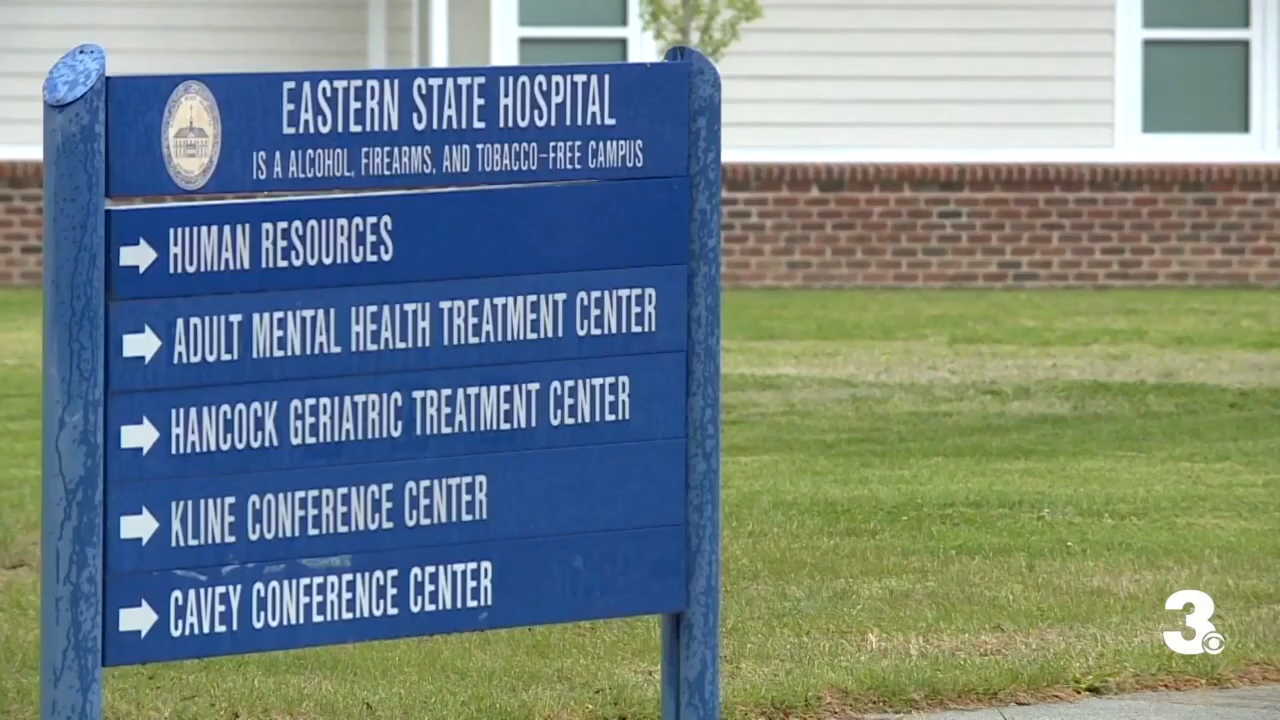 EASTERN STATE HOSPITAL
IS A ALCOHOL, FIREARMS, AND TOBACCO-FREE CAMPUS
HUMAN RESOURCES
ADULT MENTAL HEALTH TREATMENT CENTER
HANCOCK GERIATRIC TREATMENT CENTER
KLINE CONFERENCE CENTER
CAVEY CONFERENCE CENTER
3